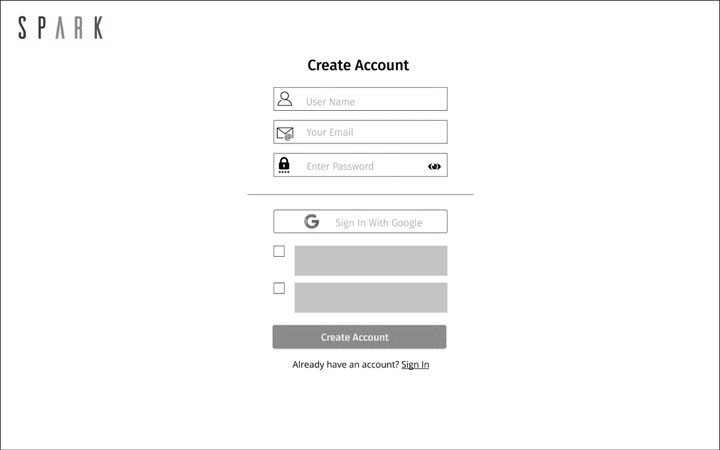 SPARK
Create Account
User Name
Your Email
Enter Password
Sign In With Google
Create Account
Already have an account? Sign In